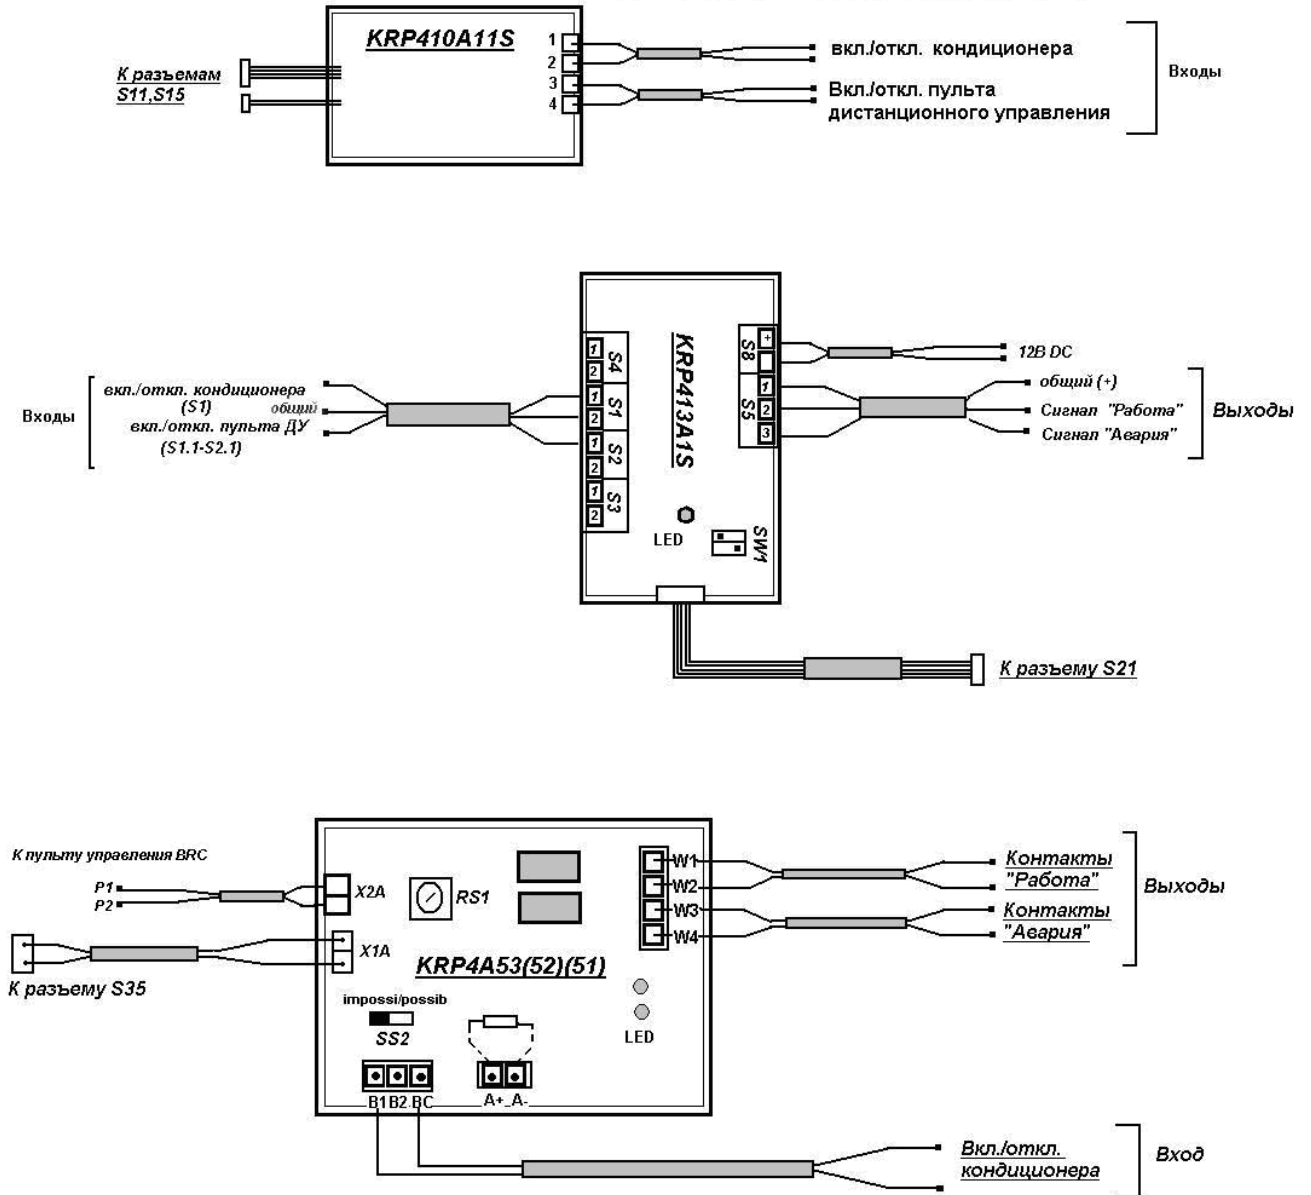 KRP410A11S
К разъемам
S11,S15
1
2
3
4
вкл./откл. кондиционера
Вкл./откл. пульта
дистанционного управления
Входы
KRP413A1S
S4
1
2
S1
1
2
S2
1
2
S3
1
2
S8
+
S5
1
2
3
LED
SW1
Входы
вкл./откл. кондиционера
(S1)
общий
вкл./откл. пульта ДУ
(S1.1-S2.1)
12В DC
общий (+)
Сигнал "Работа"
Сигнал "Авария"
Выходы
К разъему S21
К пульту управления BRC
P1
P2
X2A
RS1
X1A
К разъему S35
KRP4A53(52)(51)
impossi/possib
SS2
B1 B2 BC
A+ A-
LED
W1
W2
W3
W4
Контакты
"Работа"
Контакты
"Авария"
Выходы
Вкл./откл.
кондиционера
Вход